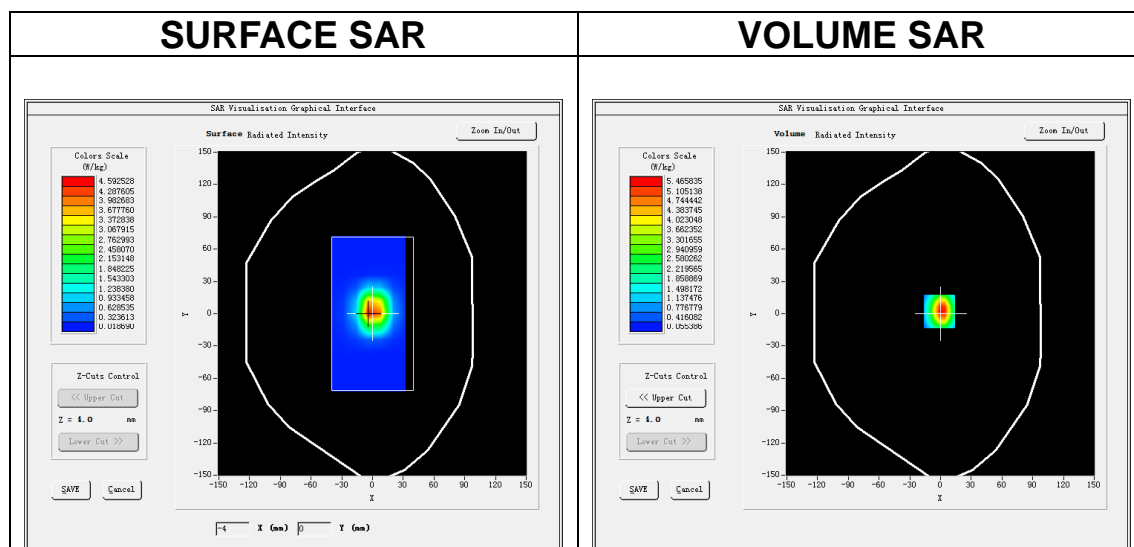 SURFACE SAR
SAR Visualisation Graphical Interface
Surface Radiated Intensity
Zoom In/Out
Colors Scale
(W/kg)
4.592528
4.287605
3.982683
3.677760
3.372838
3.067915
2.762993
2.458070
2.153148
1.848225
1.543303
1.238380
0.933458
0.628535
0.323613
0.018690
150
120
90
60
30
0
-30
-60
-90
-120
-150
Y
-150 -120 -90 -60 -30 0 30 60 90 120 150
X
Z-Cuts Control
<< Upper Cut
Z = 4.0 mm
Lower Cut >>
SAVE Cancel
-4 X (mm) 0 Y (mm)
VOLUME SAR
SAR Visualisation Graphical Interface
Volume Radiated Intensity
Zoom In/Out
Colors Scale
(W/kg)
5.465835
5.105138
4.744442
4.383745
4.023048
3.662352
3.301655
2.940959
2.580262
2.219565
1.858869
1.498172
1.137476
0.776779
0.416082
0.055386
150
120
90
60
30
0
-30
-60
-90
-120
-150
Y
-150 -120 -90 -60 -30 0 30 60 90 120 150
X
Z-Cuts Control
<< Upper Cut
Z = 4.0 mm
Lower Cut >>
SAVE Cancel